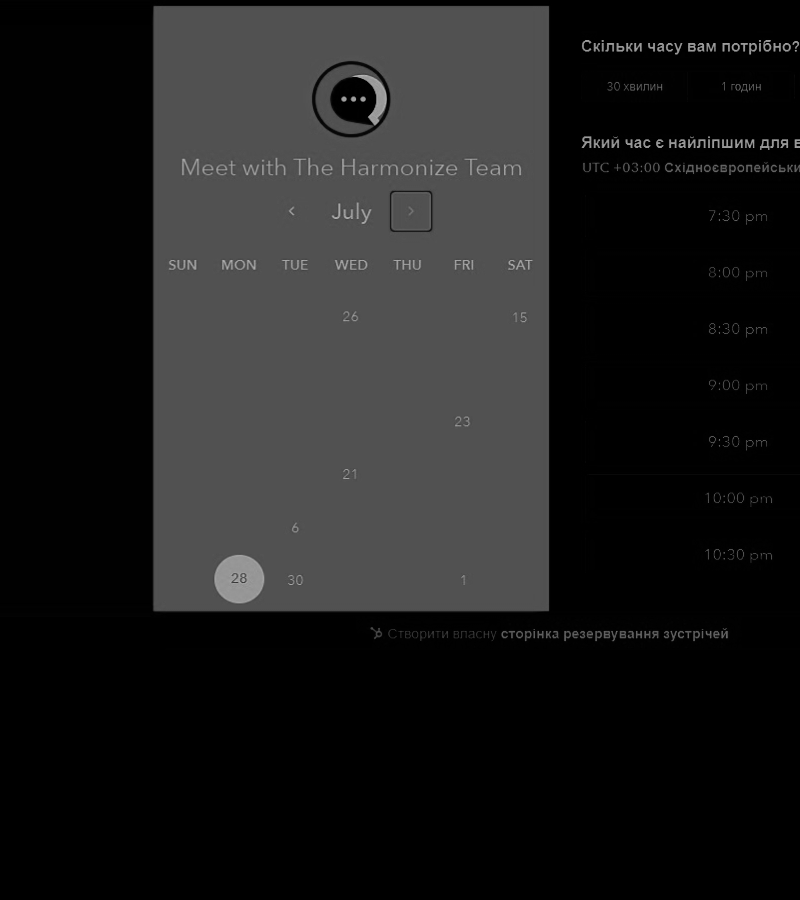 Meet with The Harmonize Team
July
SUN MON TUE WED THU FRI SAT
26 15
23
21
6
28 30 1
Скільки часу вам потрібно?
30 хвилин 1 годин
Який час є найліпшим для в
UTC +03:00 Східноєвропейськи
7:30 pm
8:00 pm
8:30 pm
9:00 pm
9:30 pm
10:00 pm
10:30 pm
Створити власну сторінка резервування зустрічей